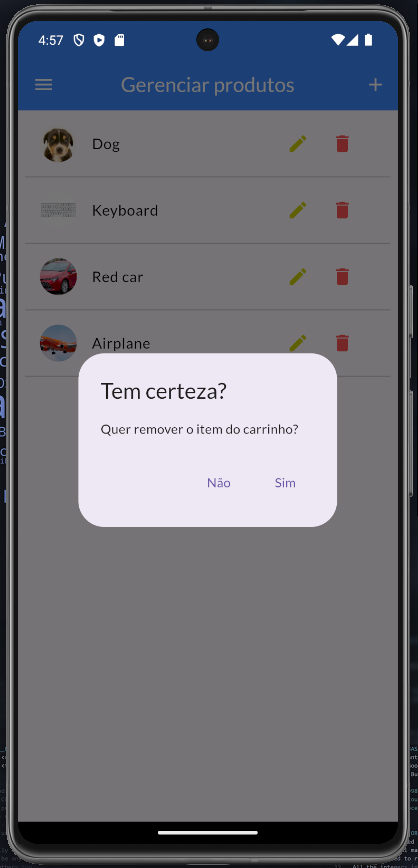 4:57
Gerenciar produtos
Dog
Keyboard
Red car
Airplane
Tem certeza?
Quer remover o item do carrinho?
Não Sim